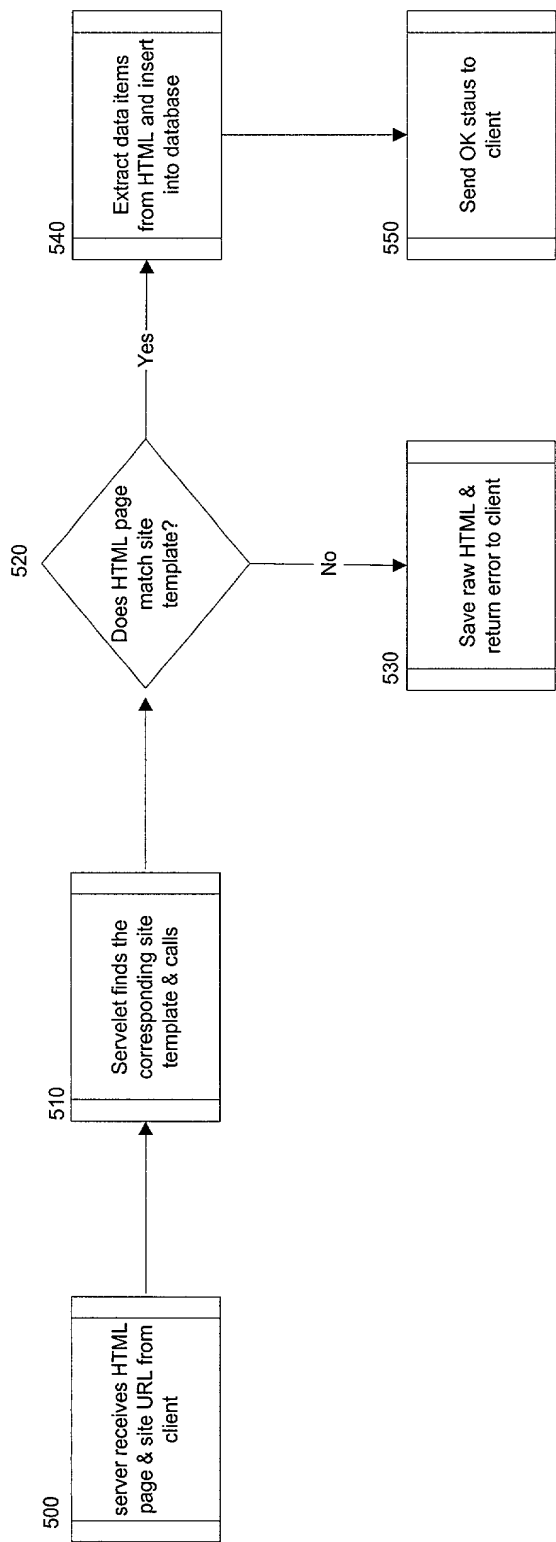 500
server receives HTML
page & site URL from
client
510
Servelet finds the
corresponding site
template & calls
520
Does HTML page
match site
template?
Yes
No
530
Save raw HTML &
return error to client
540
Extract data items
from HTML and insert
into database
550
Send OK staus to
client